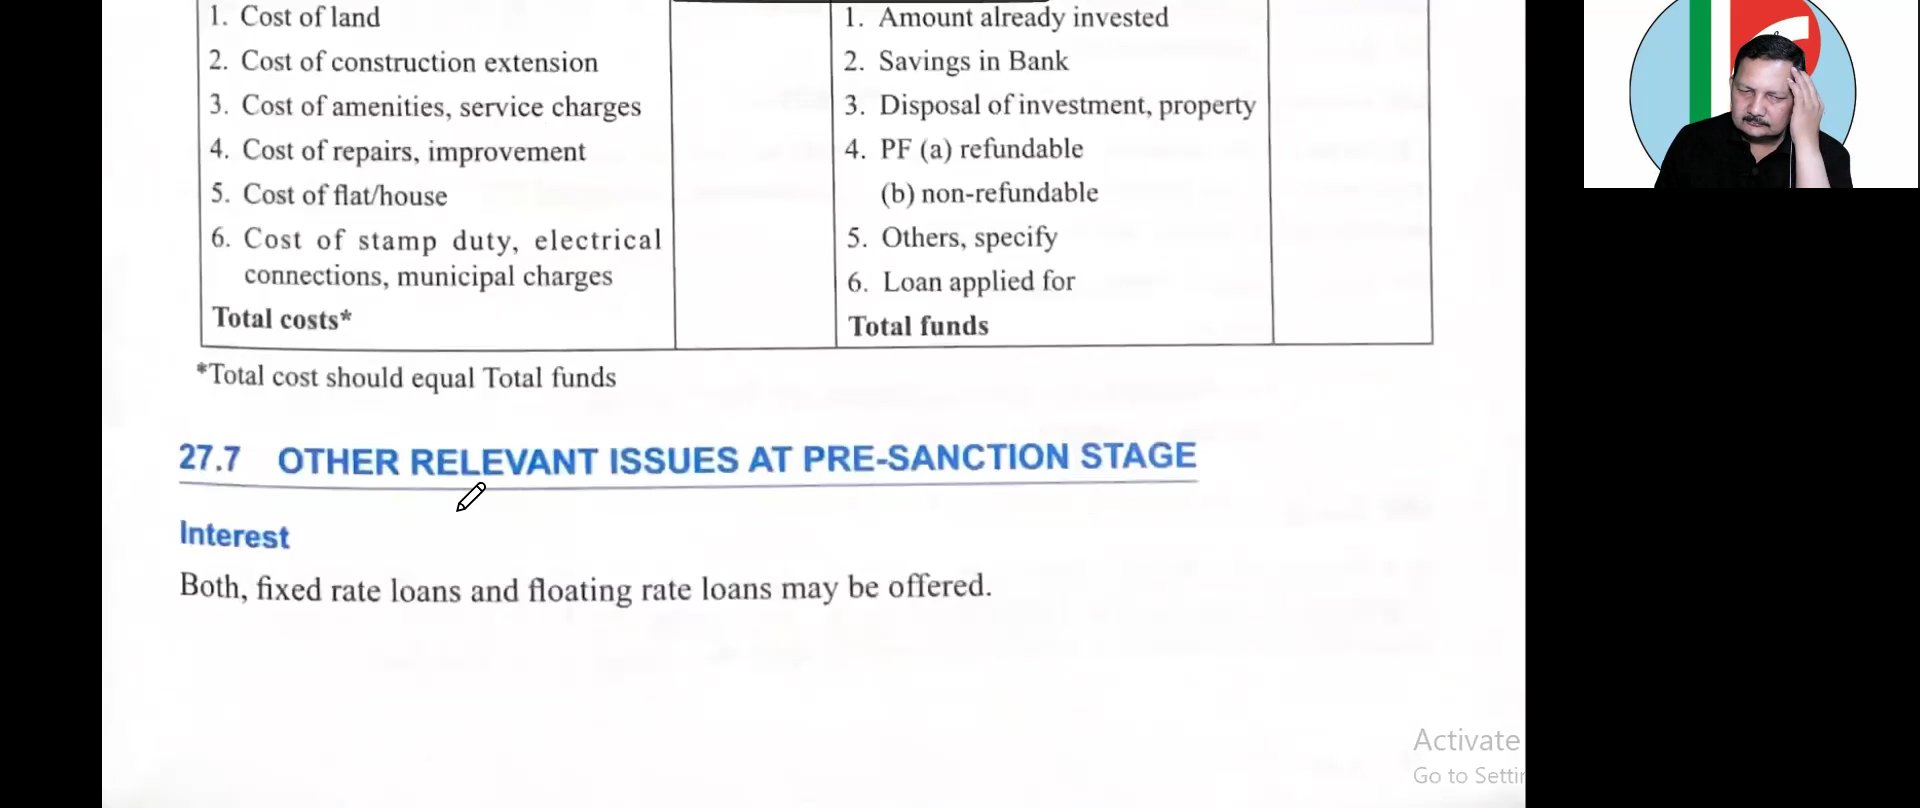 1. Cost of land
2. Cost of construction extension
3. Cost of amenities, service charges
4. Cost of repairs, improvement
5. Cost of flat/house
6. Cost of stamp duty, electrical
connections, municipal charges
Total costs*
1. Amount already invested
2. Savings in Bank
3. Disposal of investment, property
4. PF (a) refundable
(b) non-refundable
5. Others, specify
6. Loan applied for
Total funds
*Total cost should equal Total funds
27.7 OTHER RELEVANT ISSUES AT PRE-SANCTION STAGE
Interest
Both, fixed rate loans and floating rate loans may be offered.
Activate
Go to Settin